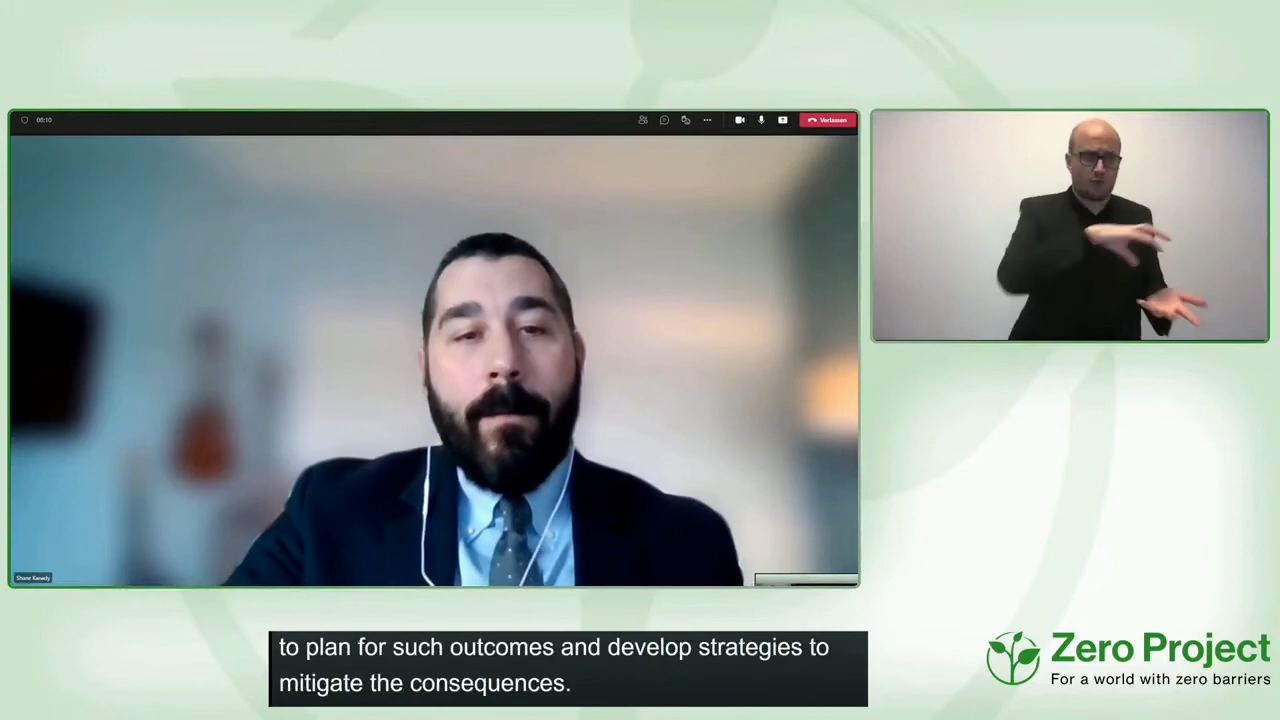 08:10
Verlassen
Shane Kanady
to plan for such outcomes and develop strategies to
mitigate the consequences.
Zero Project
For a world with zero barriers